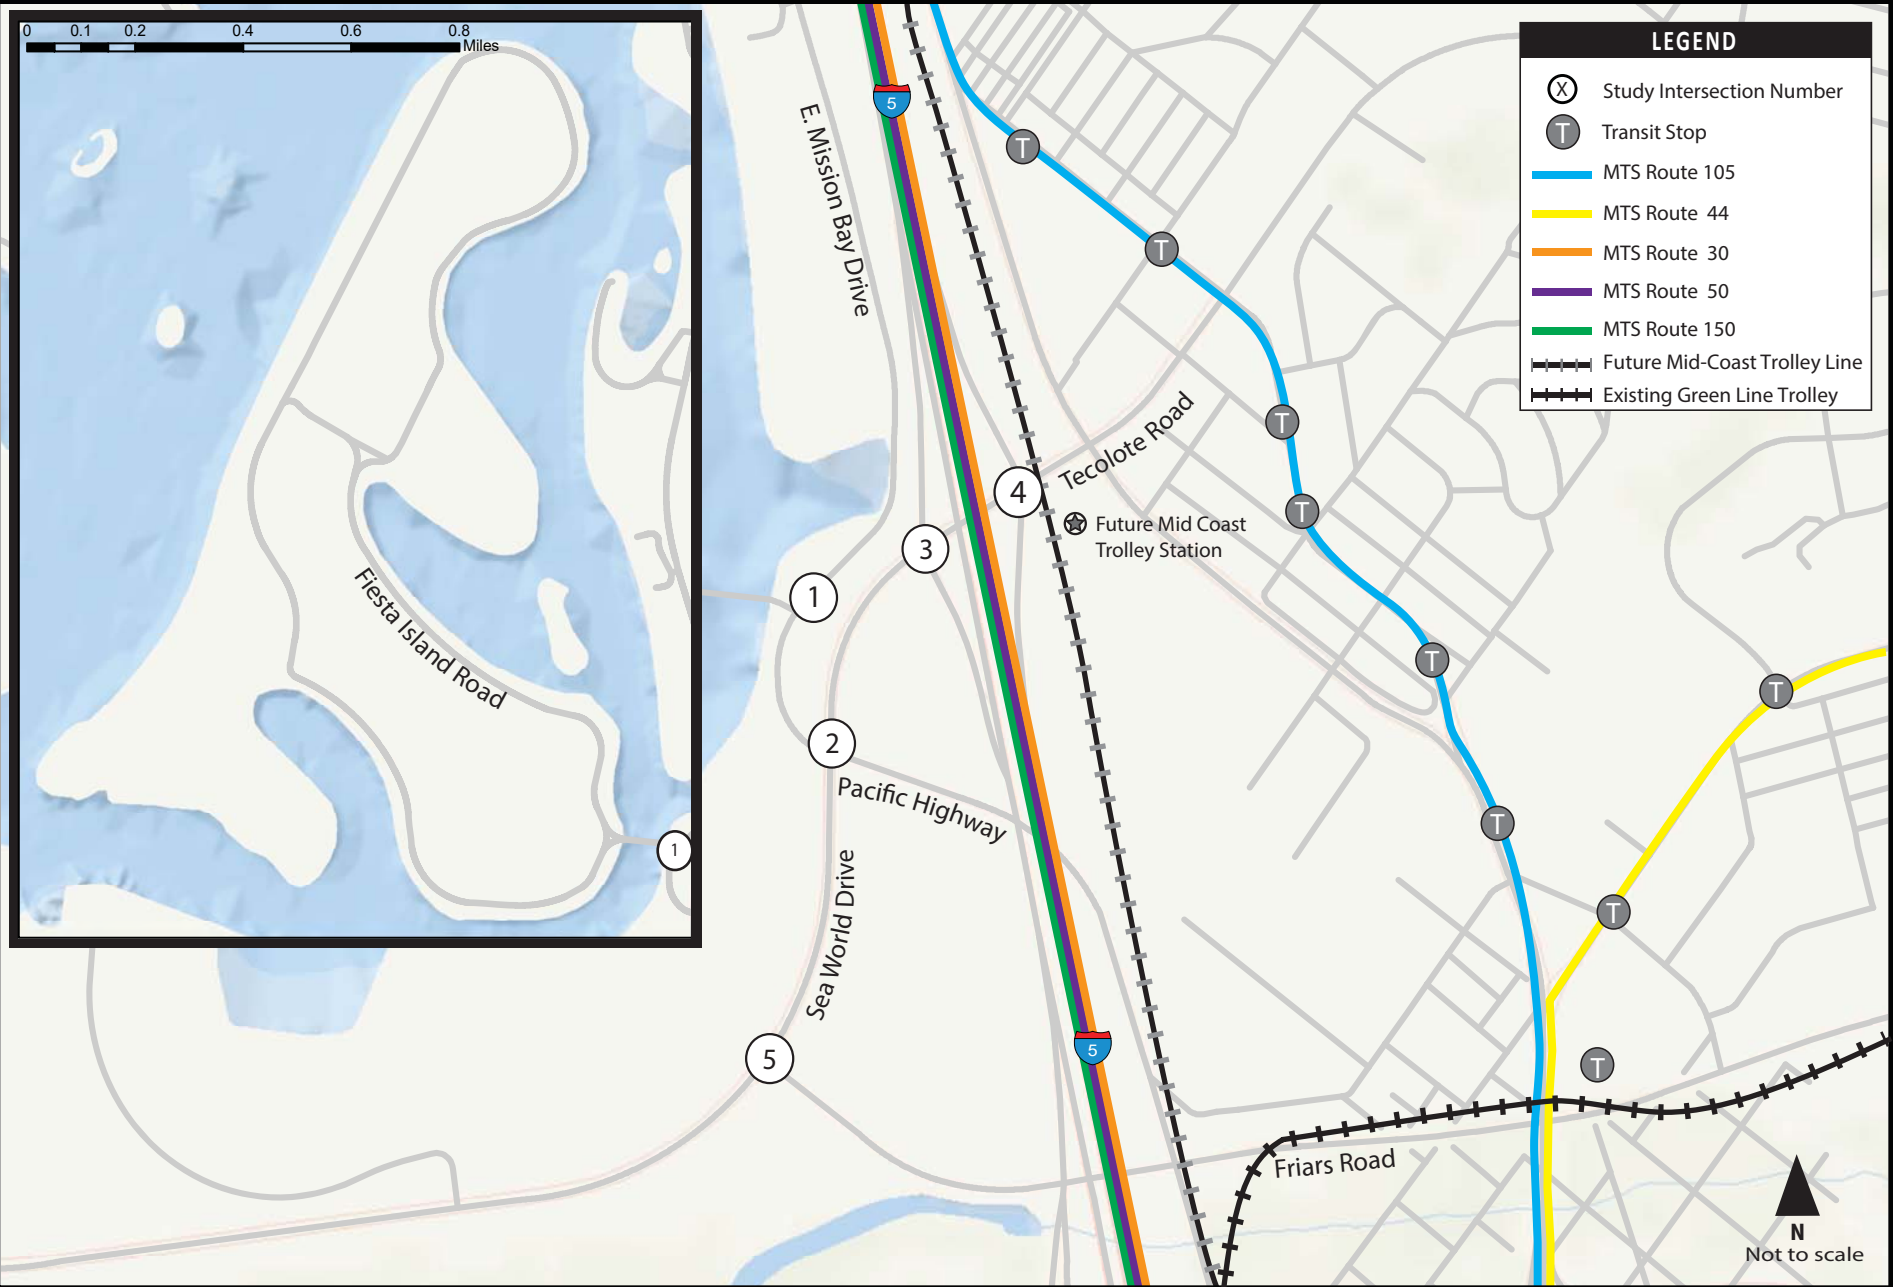 0 0.1 0.2 0.4 0.6 0.8
Miles
LEGEND
X Study Intersection Number
T Transit Stop
MTS Route 105
MTS Route 44
MTS Route 30
MTS Route 50
MTS Route 150
Future Mid-Coast Trolley Line
Existing Green Line Trolley
5
E. Mission Bay Drive
T
T
T
T
T
T
T
T
T
Tecolote Road
4
Future Mid Coast
Trolley Station
3
1
2
Pacific Highway
Sea World Drive
5
5
Fiesta Island Road
1
Friars Road
N
Not to scale